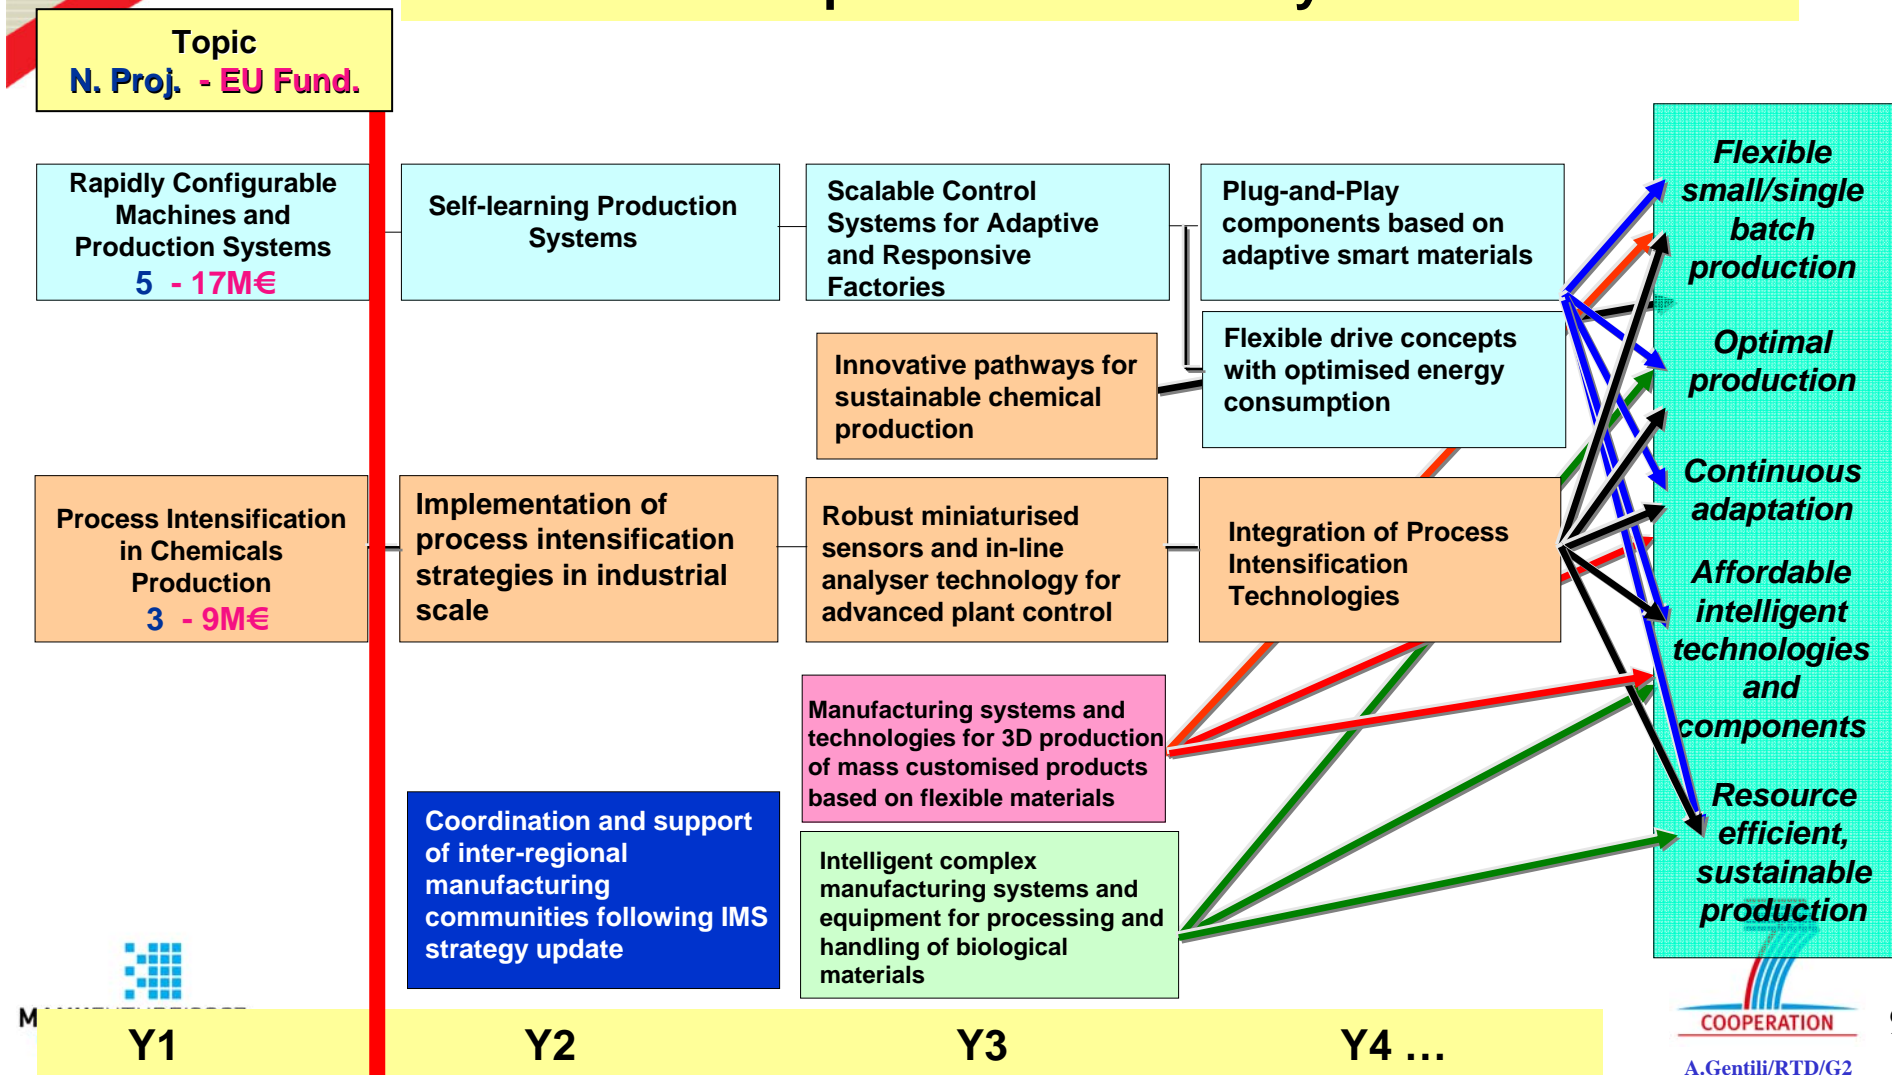 Topic
N. Proj. - EU Fund.
Rapidly Configurable
Machines and
Production Systems
5 - 17M€
Self-learning Production
Systems
Scalable Control
Systems for Adaptive
and Responsive
Factories
Plug-and-Play
components based on
adaptive smart materials
Innovative pathways for
sustainable chemical
production
Flexible drive concepts
with optimised energy
consumption
Process Intensification
in Chemicals
Production
3 - 9M€
Implementation of
process intensification
strategies in industrial
scale
Robust miniaturised
sensors and in-line
analyser technology for
advanced plant control
Integration of Process
Intensification
Technologies
Manufacturing systems and
technologies for 3D production
of mass customised products
based on flexible materials
Coordination and support
of inter-regional
manufacturing
communities following IMS
strategy update
Intelligent complex
manufacturing systems and
equipment for processing and
handling of biological
materials
Flexible
small/single
batch
production
Optimal
production
Continuous
adaptation
Affordable
intelligent
technologies
and
components
Resource
efficient,
sustainable
production
COOPERATION
A.Gentili/RTD/G2
Y1
Y2
Y3
Y4 ...